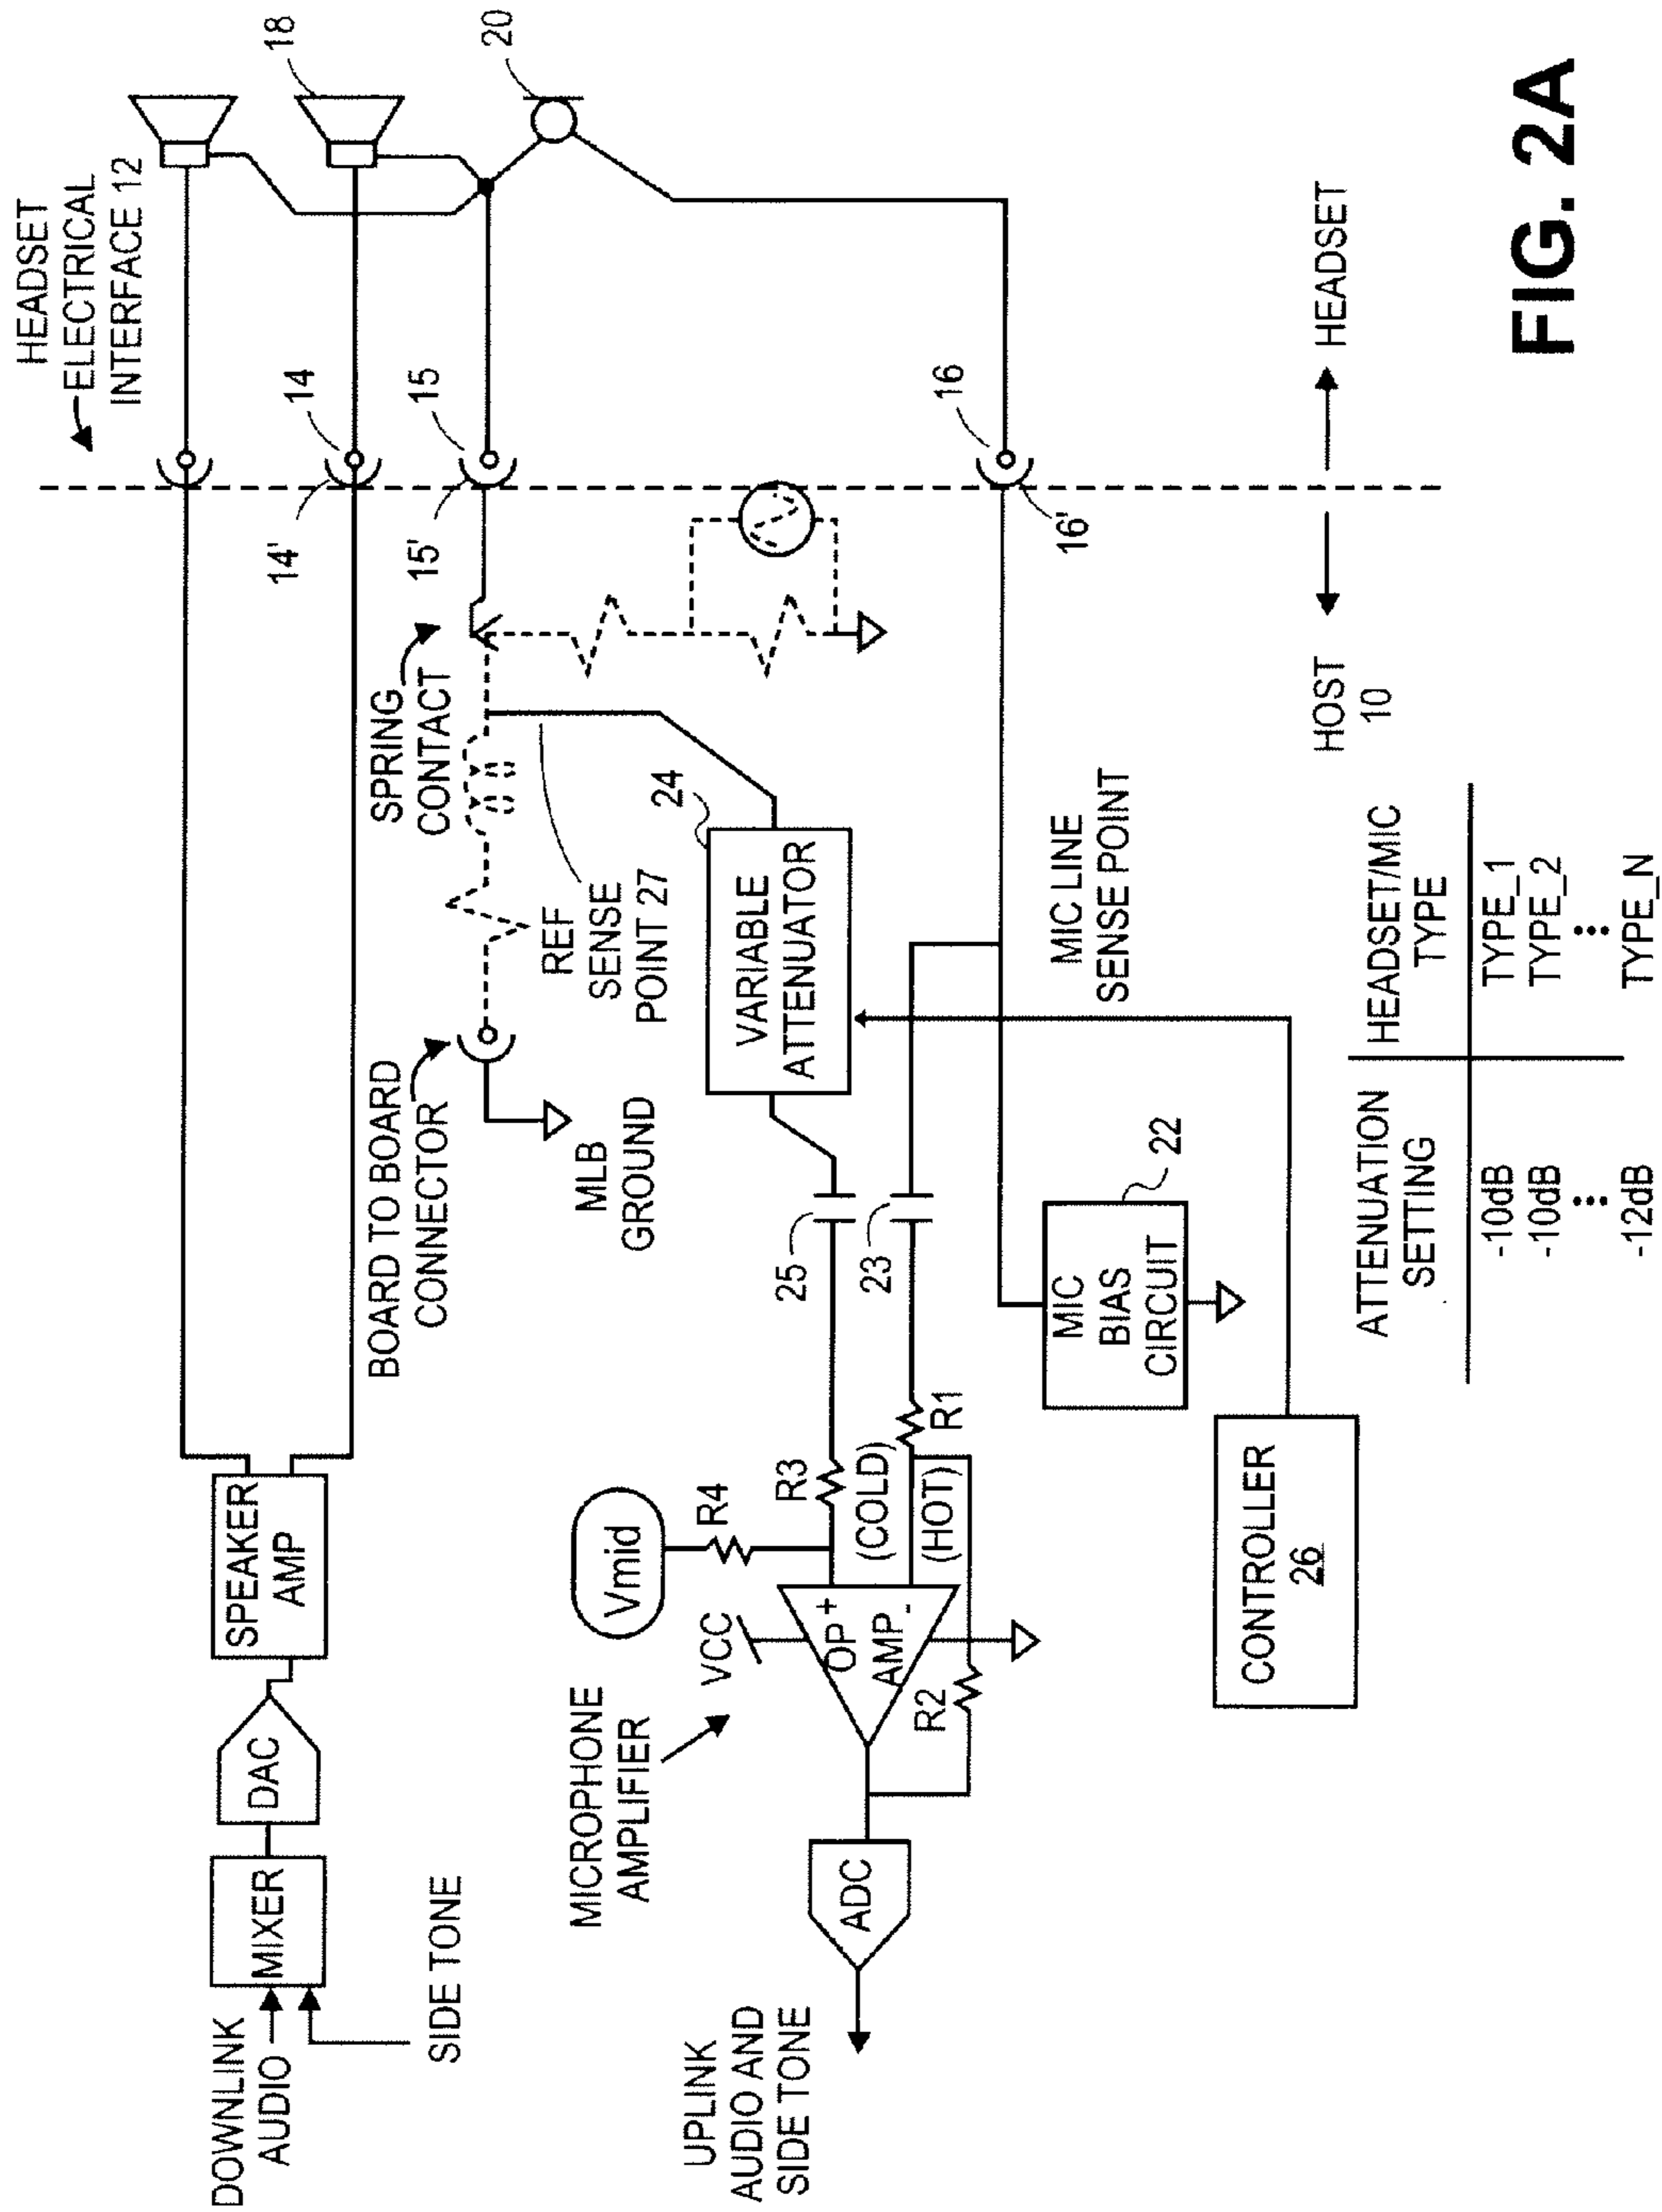 HEADSET
ELECTRICAL
INTERFACE 12
18
20
14
14'
15
15'
16
16'
DOWNLINK
AUDIO
SIDE TONE
MIXER
DAC
SPEAKER
AMP
BOARD TO BOARD
CONNECTOR
SPRING
CONTACT
MLB
GROUND
REF
SENSE
POINT 27
24
VARIABLE
ATTENUATOR
MICROPHONE
AMPLIFIER
VCC
Vmid
R4
R3
25
23
(COLD)
(HOT)
R1
R2
OP
AMP
+
-
ADC
UPLINK
AUDIO AND
SIDE TONE
MIC LINE
SENSE POINT
MIC
BIAS
CIRCUIT
22
CONTROLLER
26
HOST
10
HEADSET
ATTENUATION
SETTING
HEADSET/MIC
TYPE
-10dB TYPE_1
-10dB TYPE_2
-12dB TYPE_N
FIG. 2A